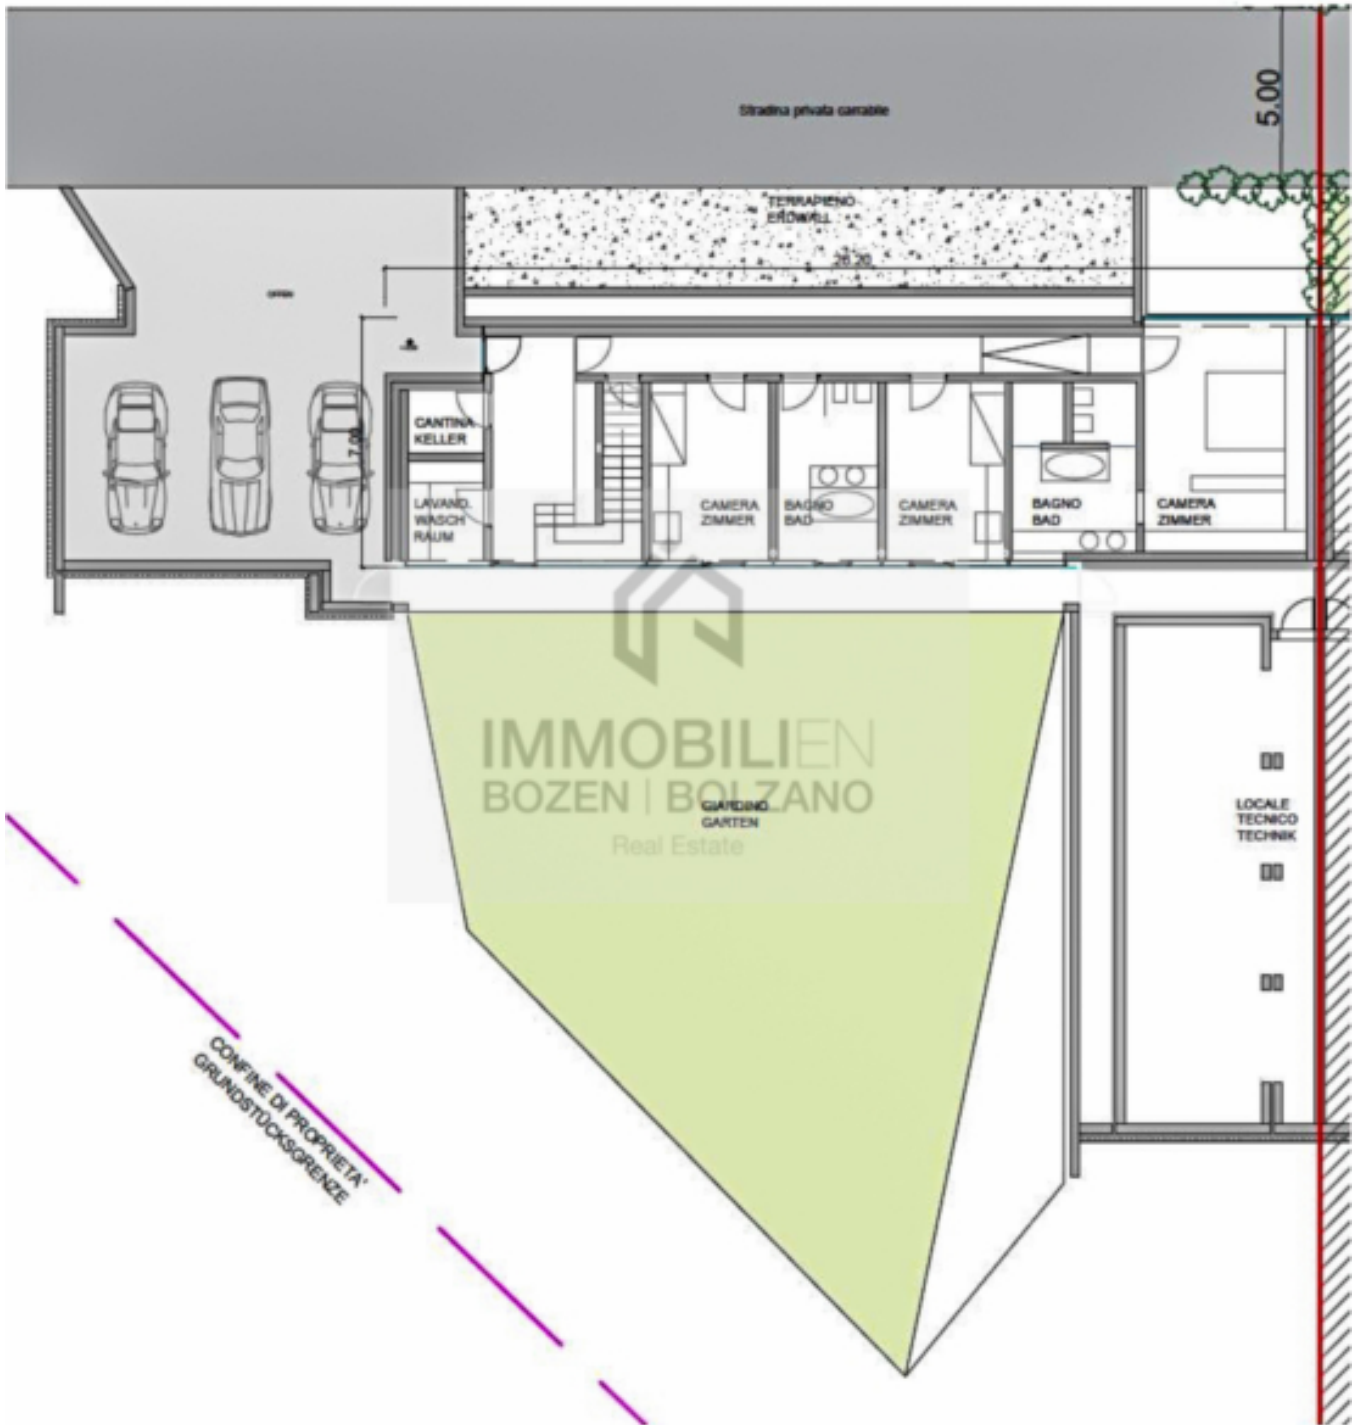 Stradina privata carrabile
5.00
TERRAPIENO
ERDWALL
26.20
OFFEN
7.00
CANTINA
KELLER
LAVAND.
WASCH
RAUM
CAMERA
ZIMMER
BAGNO
BAD
CAMERA
ZIMMER
BAGNO
BAD
CAMERA
ZIMMER
IMMOBILIEN
BOZEN | BOLZANO
Real Estate
GIARDINO
GARTEN
LOCALE
TECNICO
TECHNIK
CONFINE DI PROPRIETA'
GRUNDSTÜCKSGRENZE